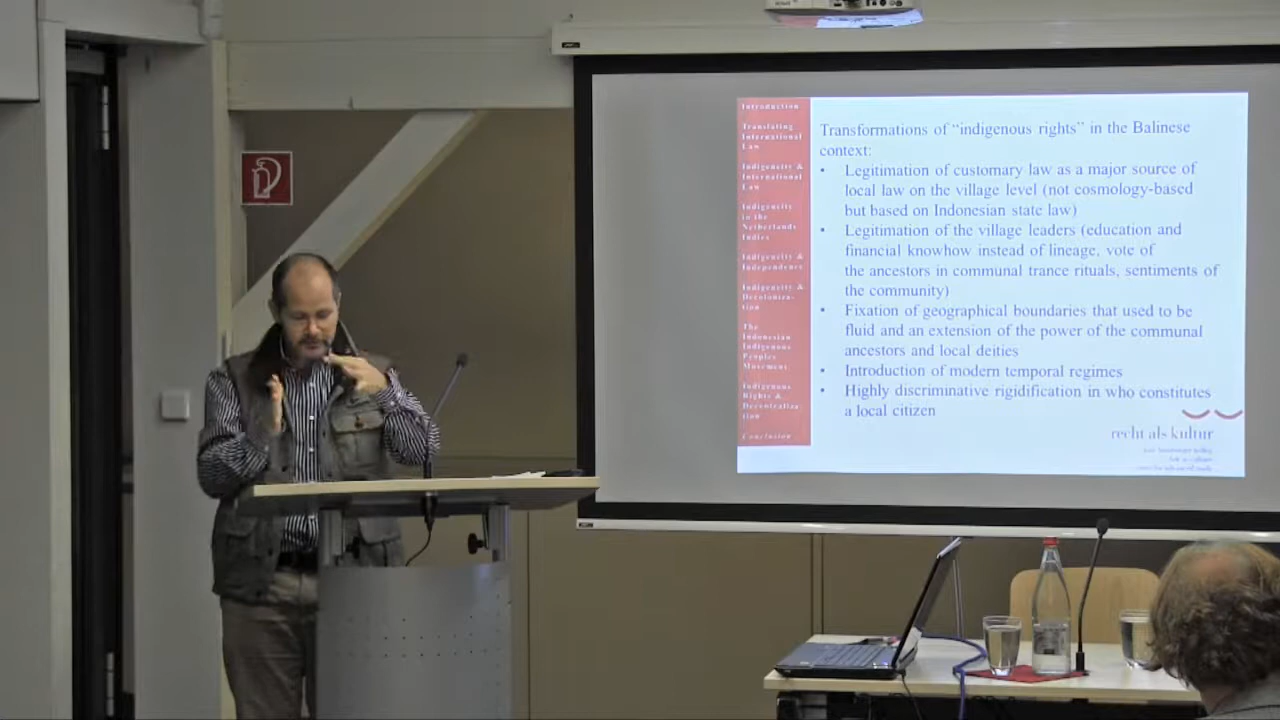 Introduction
Translating
International
Law
Indigeneity &
International
Law
Indigeneity
in the
Netherlands
Indies
Indigeneity &
Independence
Indigeneity &
Decoloniza-
tion
The
Indonesian
Indigenous
Peoples
Movement
Indigenous
Rights &
Decentraliza-
tion
Conclusion
Transformations of “indigenous rights” in the Balinese
context:
• Legitimation of customary law as a major source of
local law on the village level (not cosmology-based
but based on Indonesian state law)
• Legitimation of the village leaders (education and
financial knowhow instead of lineage, vote of
the ancestors in communal trance rituals, sentiments of
the community)
• Fixation of geographical boundaries that used to be
fluid and an extension of the power of the communal
ancestors and local deities
• Introduction of modern temporal regimes
• Highly discriminative rigidification in who constitutes
a local citizen
recht als kultur